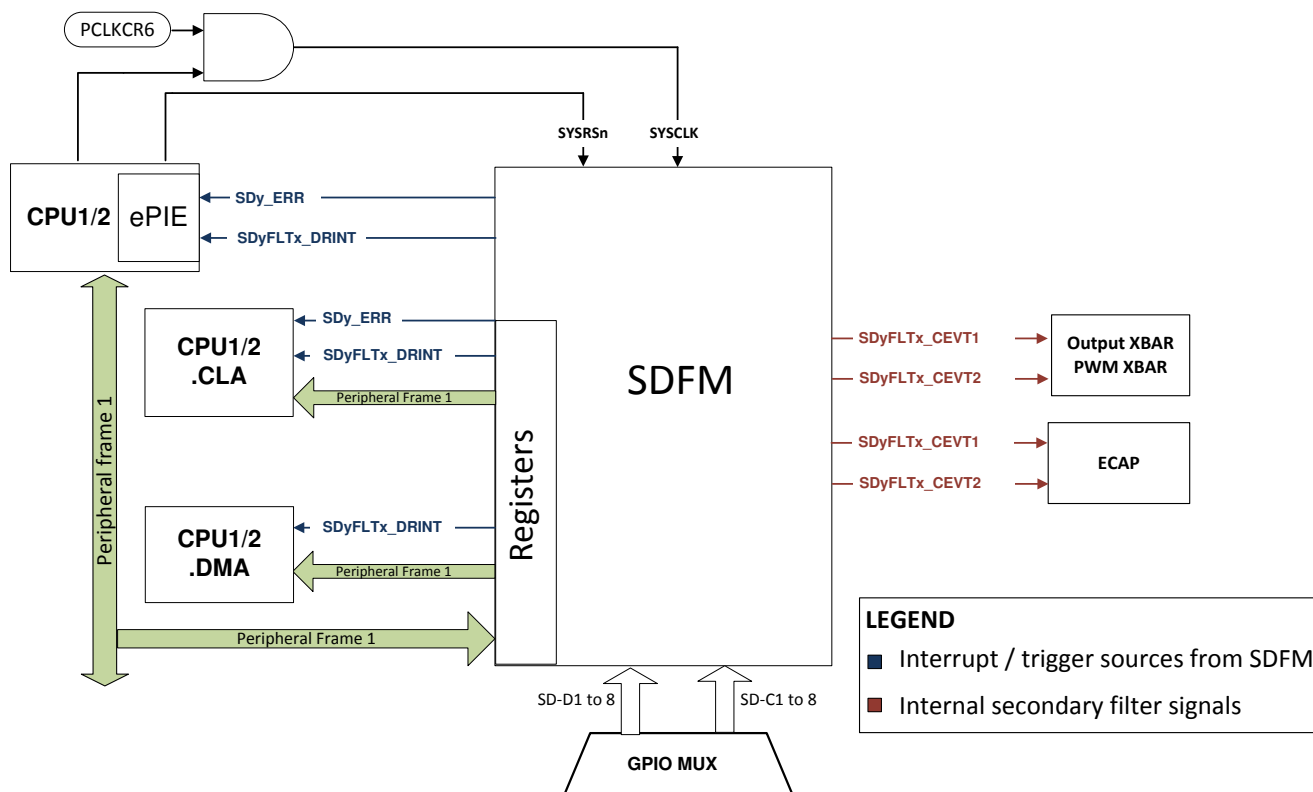 PCLKCR6
SYSRSn
SYSCLK
CPU1/2
ePIE
SDy_ERR
SDyFLTx_DRINT
SDy_ERR
CPU1/2
.CLA
SDyFLTx_DRINT
Peripheral Frame 1
SDFM
SDyFLTx_CEVT1
SDyFLTx_CEVT2
Output XBAR
PWM XBAR
SDyFLTx_CEVT1
SDyFLTx_CEVT2
ECAP
Peripheral frame 1
Registers
SDyFLTx_DRINT
CPU1/2
.DMA
Peripheral Frame 1
Peripheral Frame 1
LEGEND
Interrupt / trigger sources from SDFM
Internal secondary filter signals
SD-D1 to 8
SD-C1 to 8
GPIO MUX